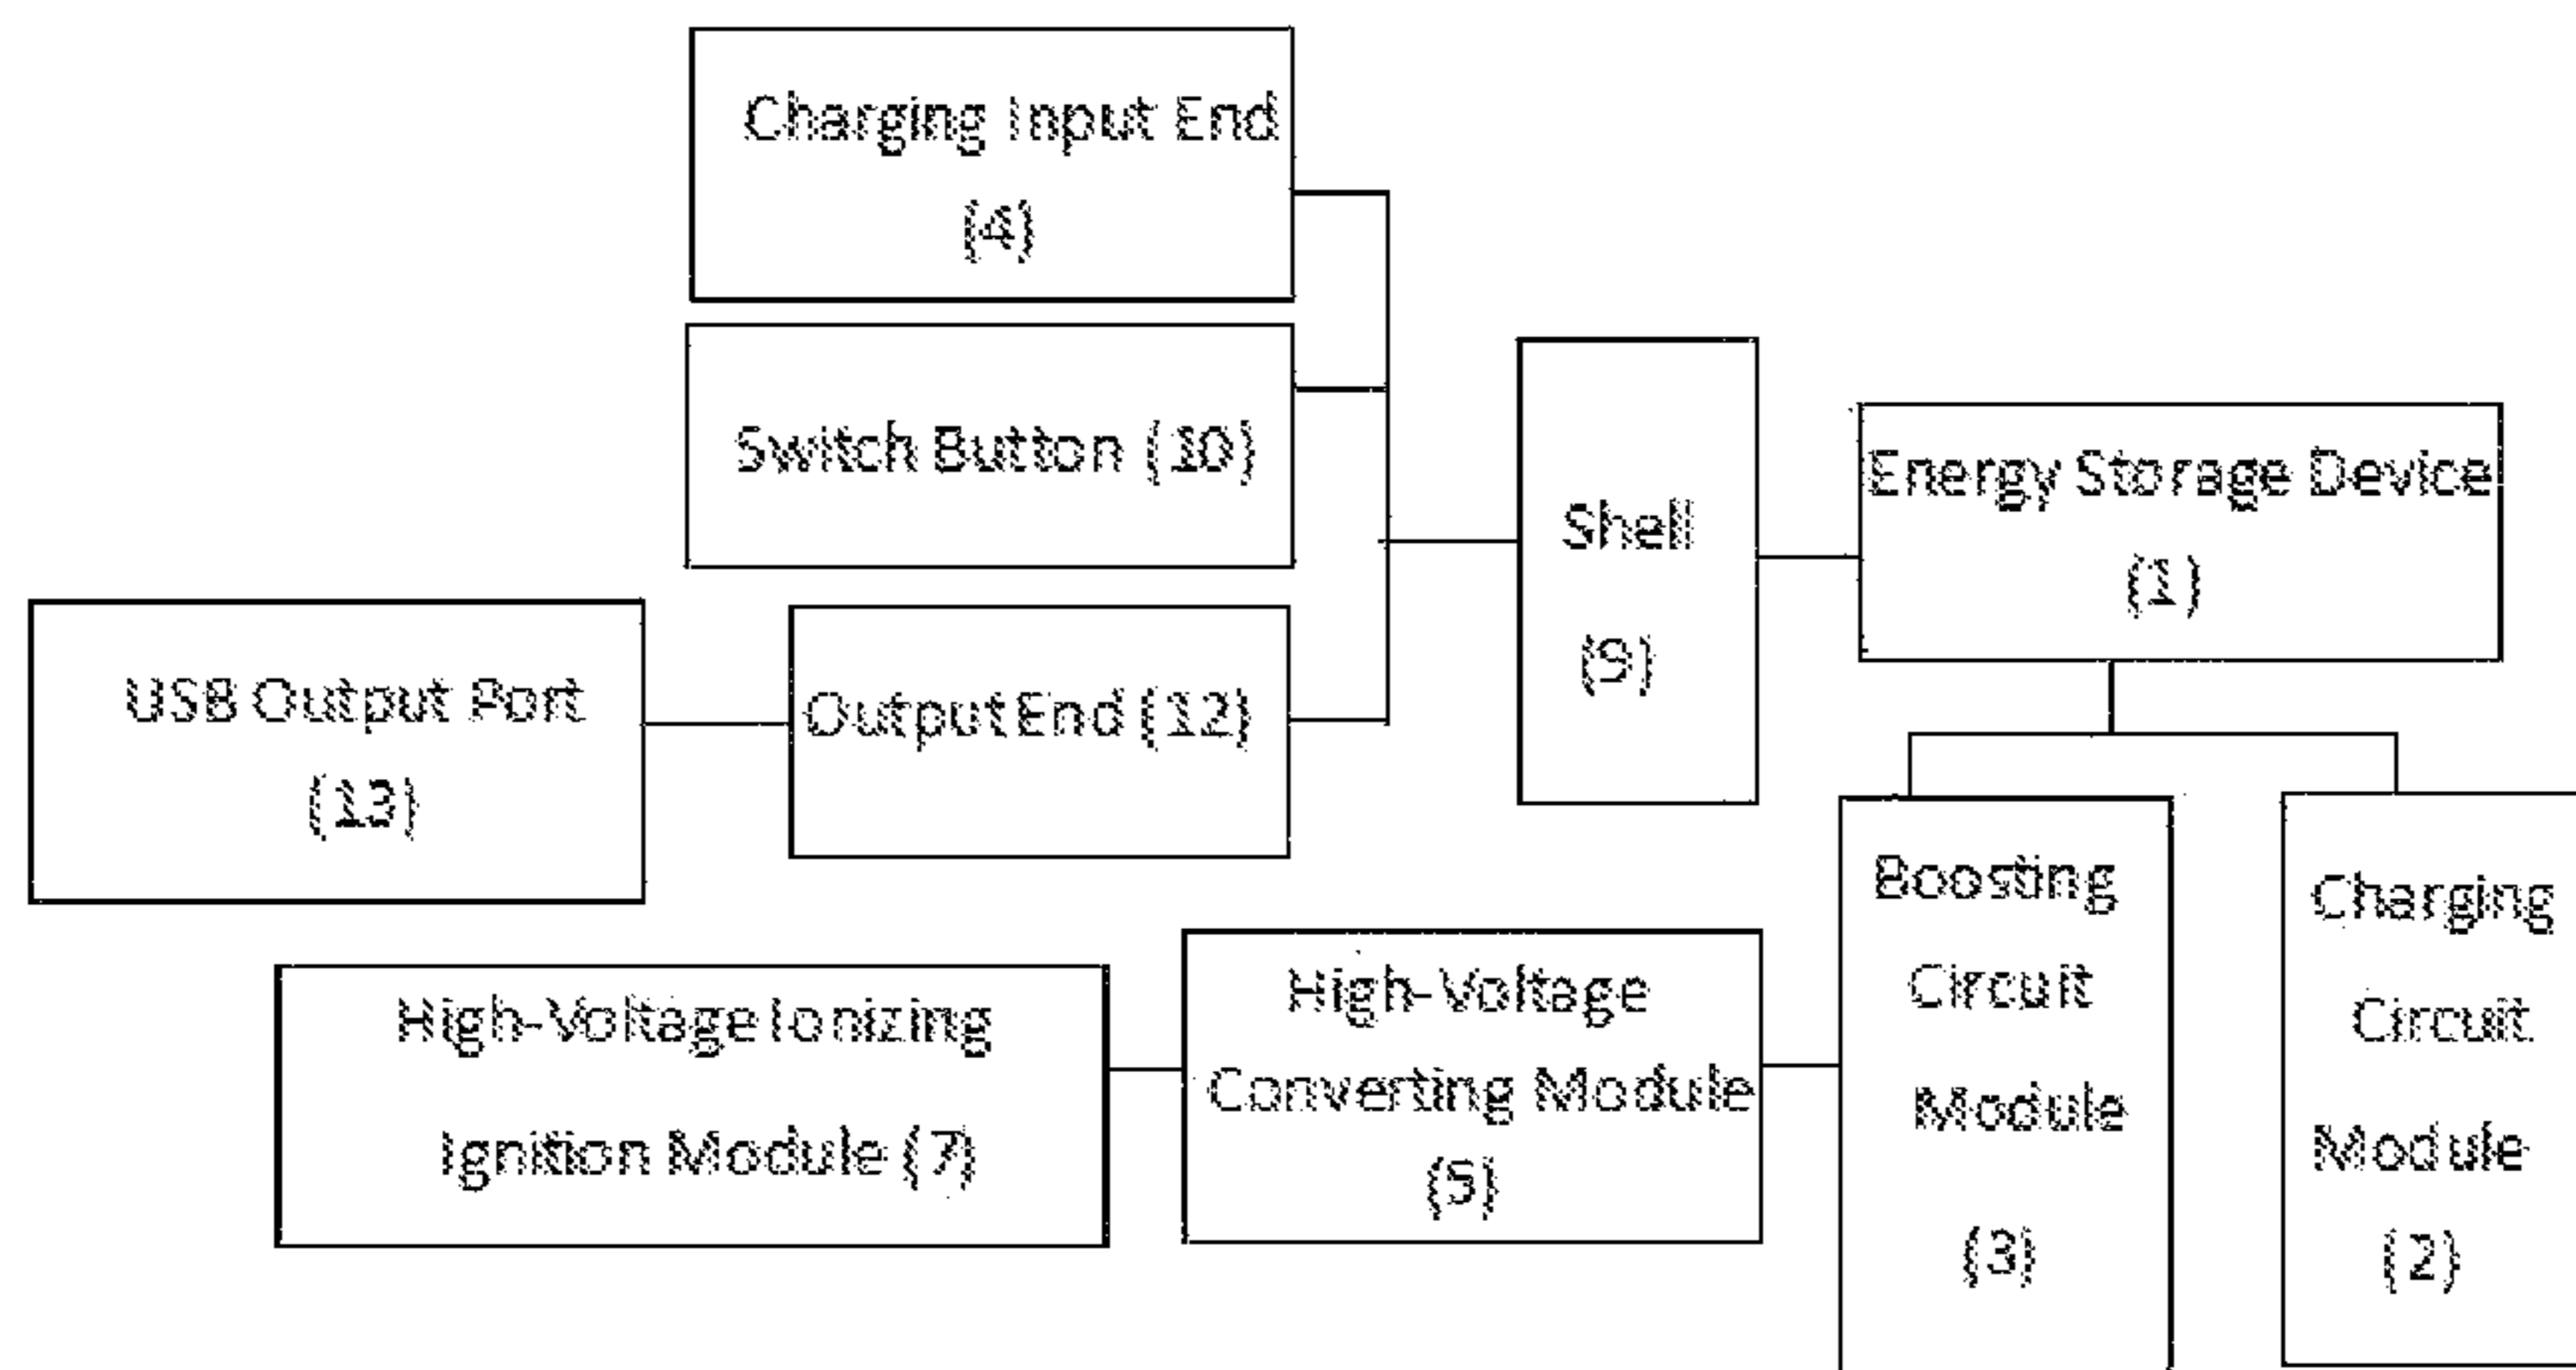 Charging Input End
(4)
Switch Button (10)
Shell
(9)
Energy Storage Device
(1)
USB Output Port
(13)
Output End (12)
Boosting
Circuit
Module
(3)
Charging
Circuit
Module
(2)
High-Voltage Ionizing
Ignition Module (7)
High-Voltage
Converting Module
(5)